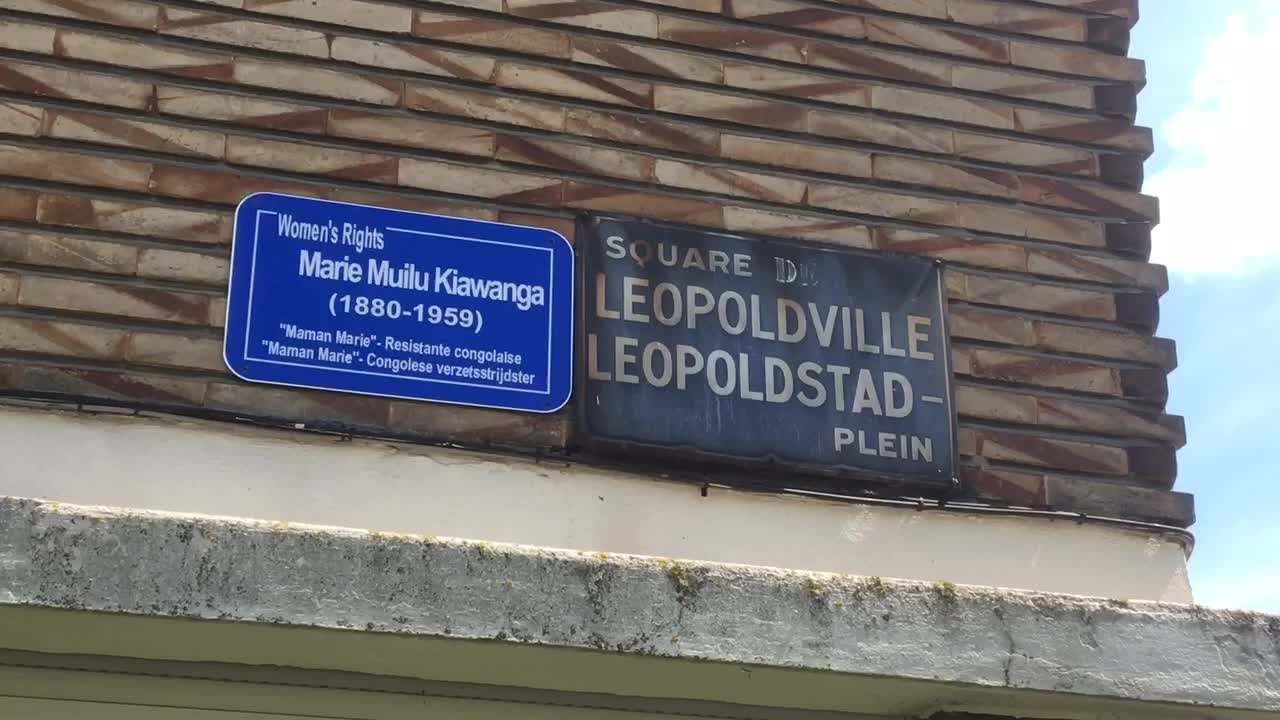 Women's Rights
Marie Muilu Kiawanga
(1880-1959)
"Maman Marie"- Resistante congolaise
"Maman Marie"- Congolese verzetsstrijdster
SQUARE DE
LEOPOLDVILLE
LEOPOLDSTAD-
PLEIN